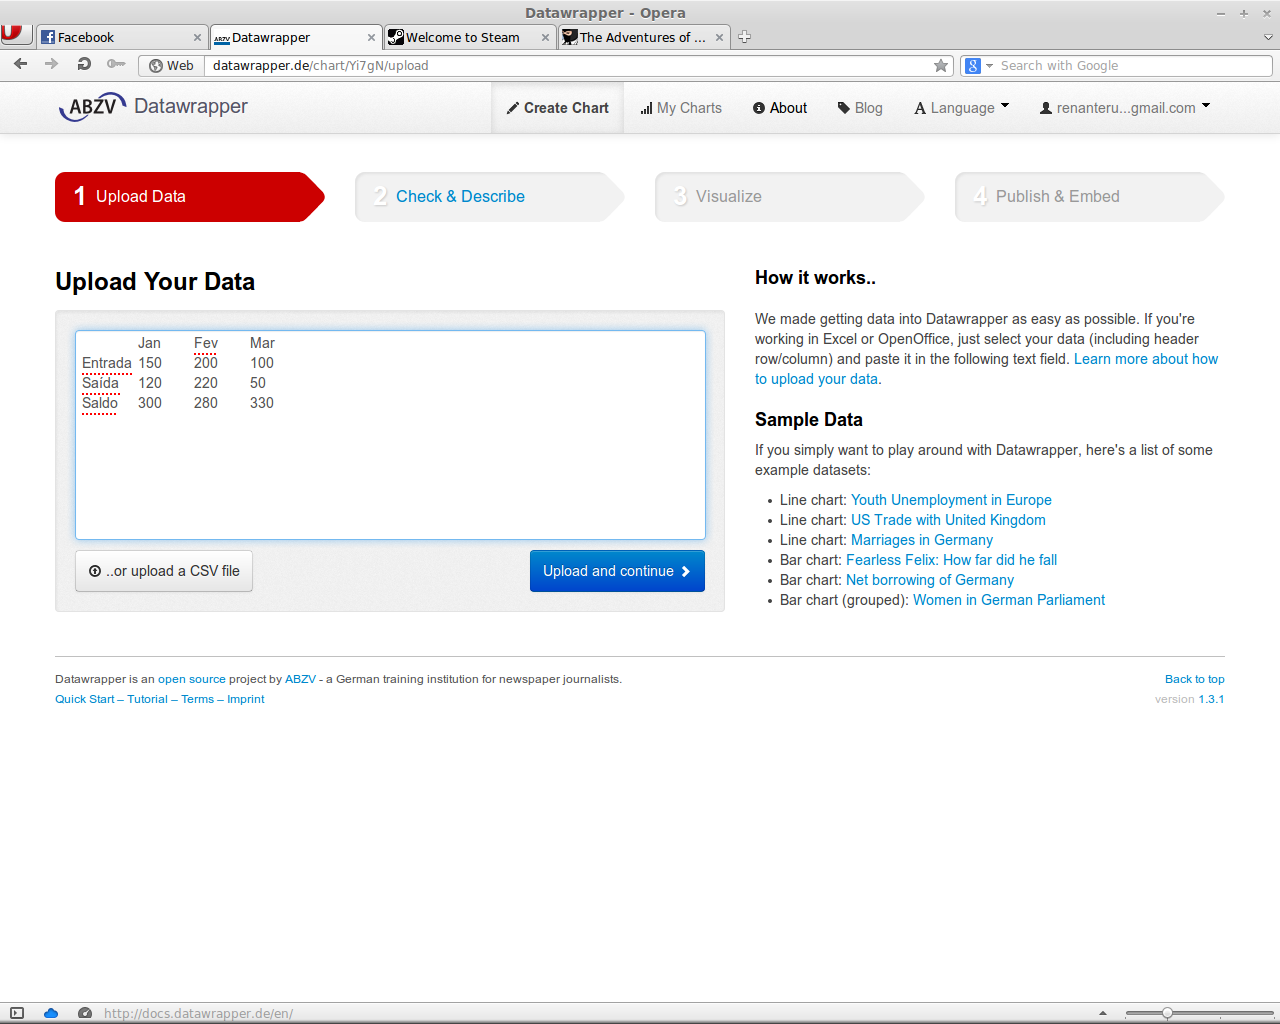 Datawrapper - Opera
Facebook
Datawrapper
Welcome to Steam
The Adventures of ...
Web
datawrapper.de/chart/Yi7gN/upload
Search with Google
ABZV Datawrapper
Create Chart
My Charts
About
Blog
Language
renanteru...gmail.com
1 Upload Data
2 Check & Describe
3 Visualize
4 Publish & Embed
Upload Your Data
Jan Fev Mar
Entrada 150 200 100
Saída 120 220 50
Saldo 300 280 330
..or upload a CSV file
Upload and continue
How it works..
We made getting data into Datawrapper as easy as possible. If you're
working in Excel or OpenOffice, just select your data (including header
row/column) and paste it in the following text field. Learn more about how
to upload your data.
Sample Data
If you simply want to play around with Datawrapper, here's a list of some
example datasets:
• Line chart: Youth Unemployment in Europe
• Line chart: US Trade with United Kingdom
• Line chart: Marriages in Germany
• Bar chart: Fearless Felix: How far did he fall
• Bar chart: Net borrowing of Germany
• Bar chart (grouped): Women in German Parliament
Datawrapper is an open source project by ABZV - a German training institution for newspaper journalists.
Quick Start – Tutorial – Terms – Imprint
Back to top
version 1.3.1
http://docs.datawrapper.de/en/